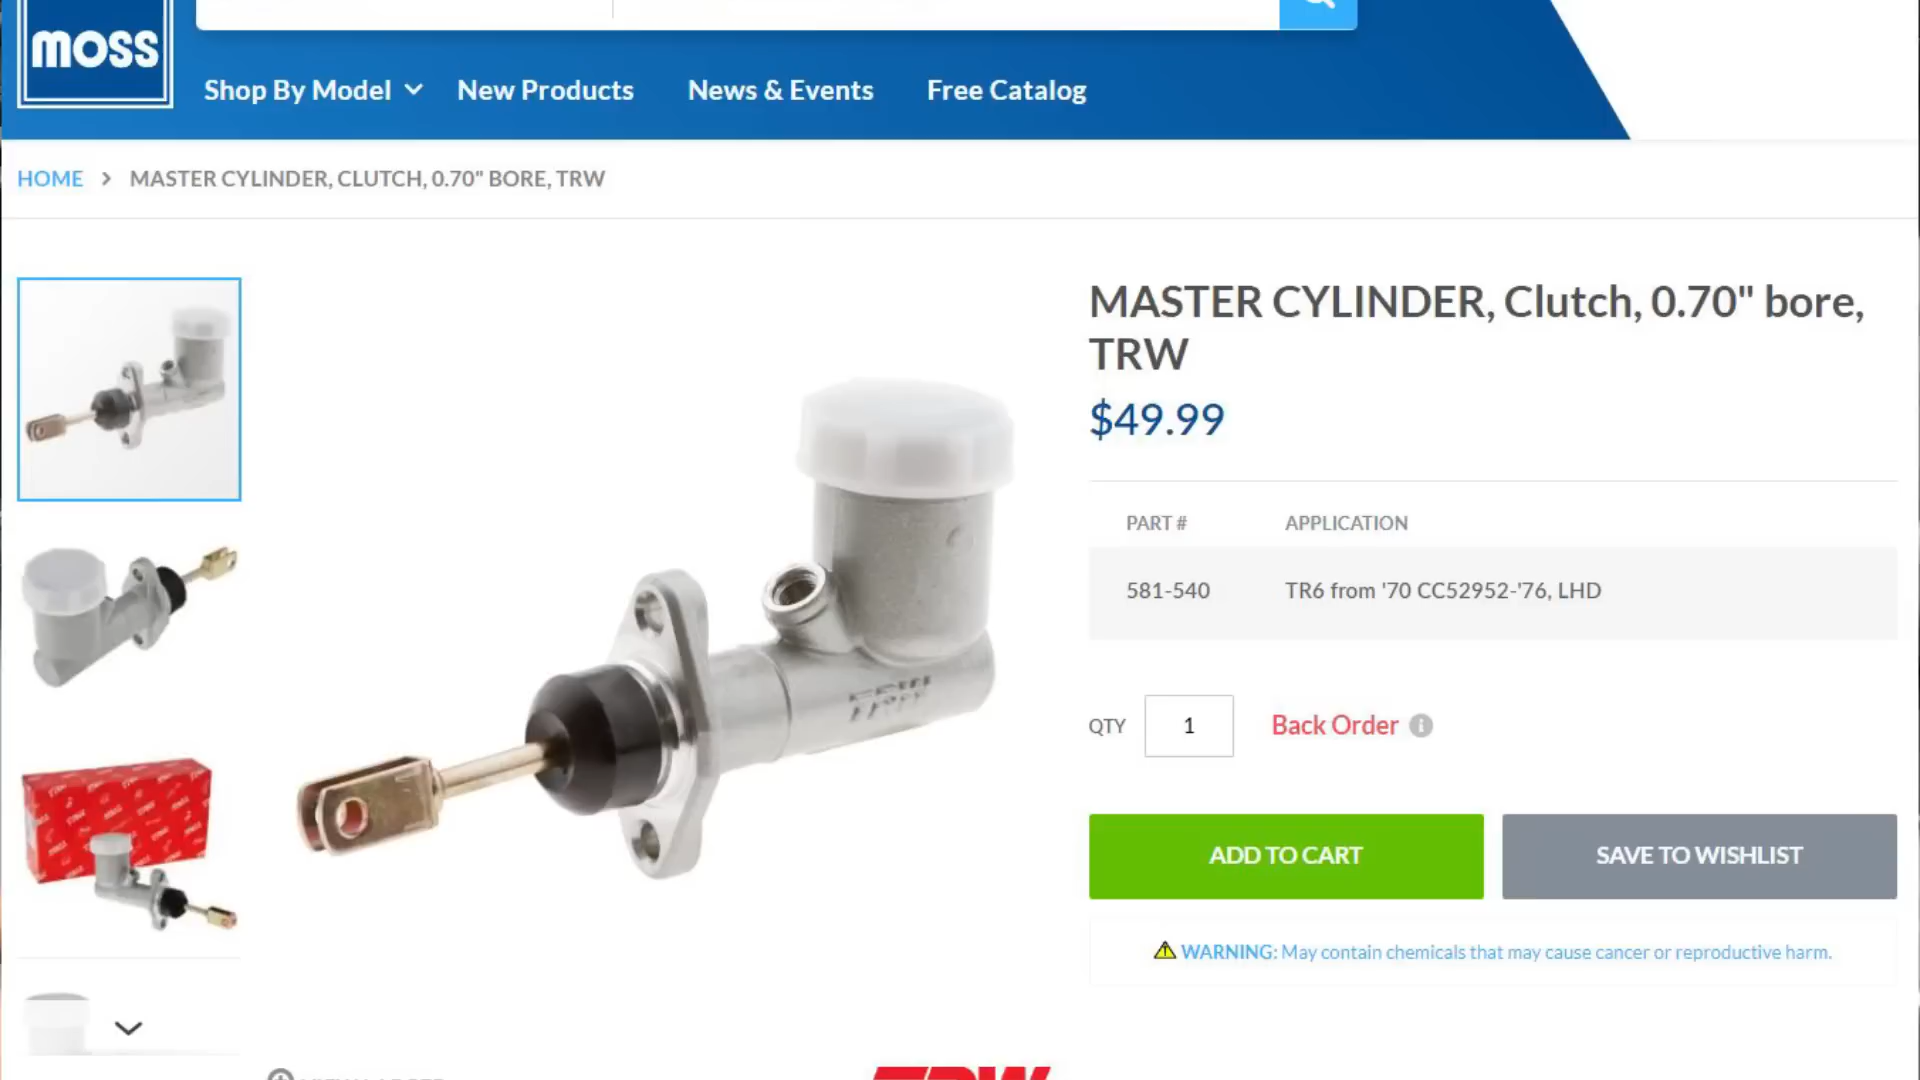 moss
Shop By Model
New Products
News & Events
Free Catalog
HOME > MASTER CYLINDER, CLUTCH, 0.70" BORE, TRW
MASTER CYLINDER, Clutch, 0.70" bore,
TRW
$49.99
PART # APPLICATION
581-540 TR6 from '70 CC52952-'76, LHD
QTY 1 Back Order
ADD TO CART
SAVE TO WISHLIST
WARNING: May contain chemicals that may cause cancer or reproductive harm.
TRW